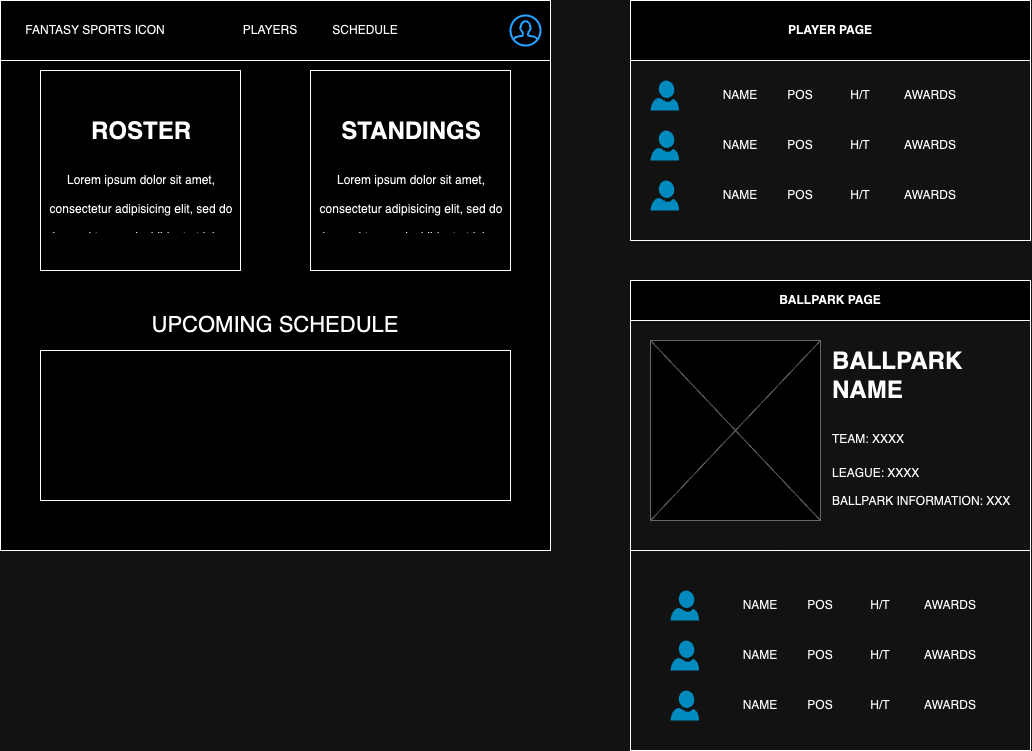 FANTASY SPORTS ICON
PLAYERS
SCHEDULE
ROSTER
Lorem ipsum dolor sit amet,
consectetur adipisicing elit, sed do
STANDINGS
Lorem ipsum dolor sit amet,
consectetur adipisicing elit, sed do
UPCOMING SCHEDULE
PLAYER PAGE
NAME POS H/T AWARDS
NAME POS H/T AWARDS
NAME POS H/T AWARDS
BALLPARK PAGE
BALLPARK
NAME
TEAM: XXXX
LEAGUE: XXXX
BALLPARK INFORMATION: XXX
NAME POS H/T AWARDS
NAME POS H/T AWARDS
NAME POS H/T AWARDS